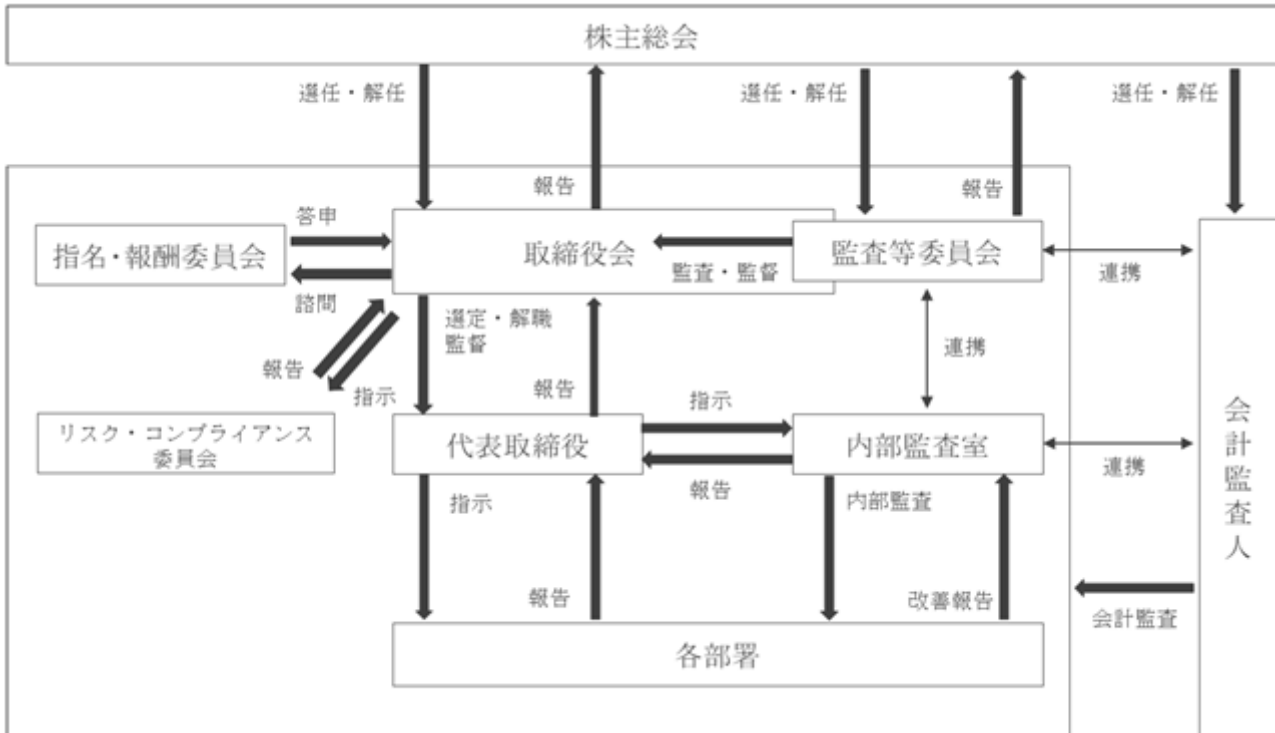 株主総会
選任・解任
選任・解任
選任・解任
報告
報告
答申
指名・報酬委員会
取締役会
監査等委員会
監査・監督
連携
諮問
選定・解職
監督
連携
報告
指示
報告
指示
リスク・コンプライアンス
委員会
代表取締役
内部監査室
連携
報告
指示
内部監査
報告
改善報告
会計監査
会計監査人
各部署